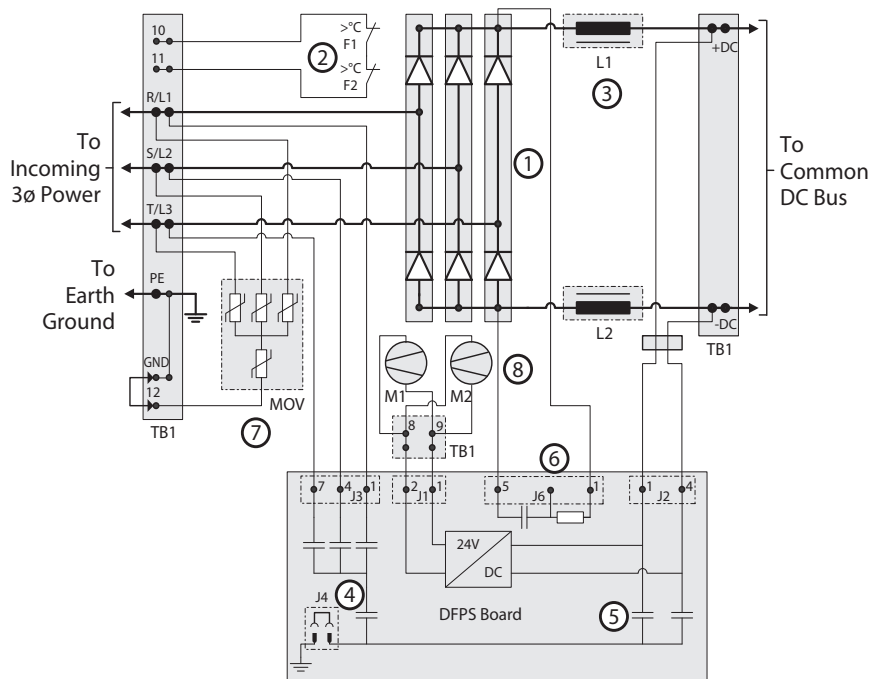 10
>°C
F1
2
11
>°C
F2
L1
3
+DC
TB1
R/L1
To
Incoming
3ø Power
S/L2
1
T/L3
To
Common
DC Bus
To
Earth
Ground
PE
L2
-DC
TB1
GND
12
TB1
MOV
7
M1
M2
8
8
9
TB1
6
7
4
1
J3
2
1
J1
5
J6
1
1
J2
4
24V
DC
J4
4
DFPS Board
5